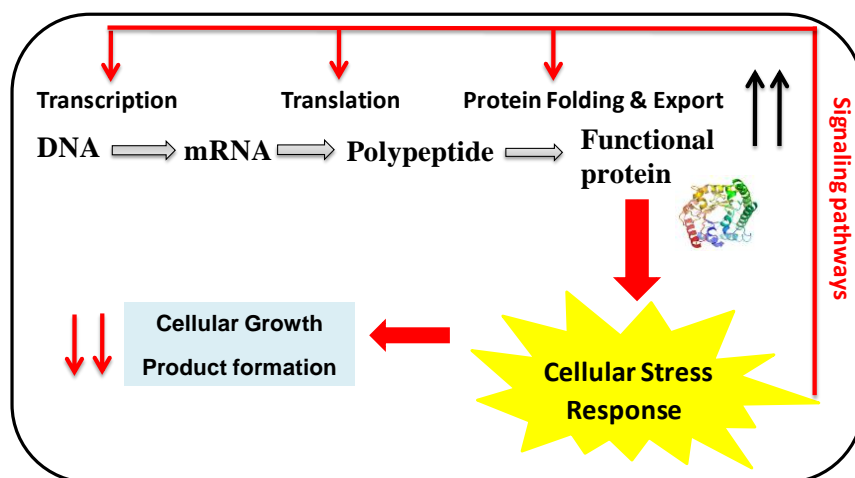 Transcription
Translation
Protein Folding & Export
DNA
mRNA
Polypeptide
Functional
protein
Signaling pathways
Cellular Growth
Product formation
Cellular Stress
Response